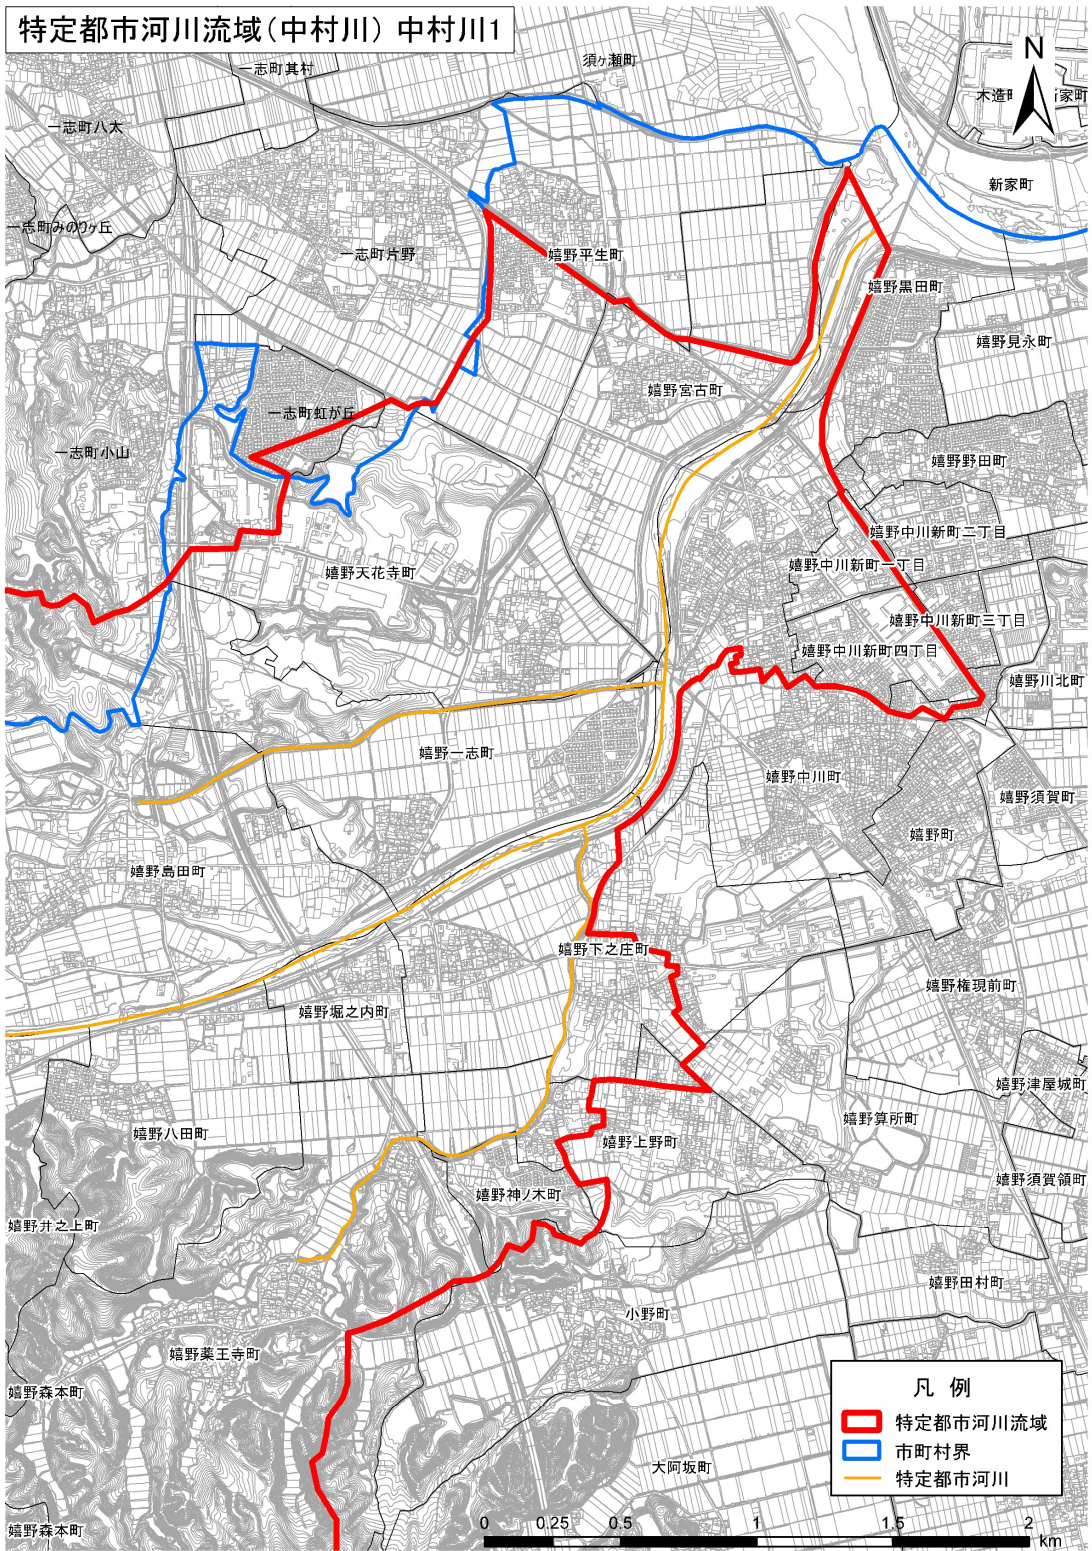 特定都市河川流域(中村川) 中村川1
N
須ヶ瀬町
一志町其村
木造町
新家町
一志町八太
新家町
一志町みのりヶ丘
一志町片野
嬉野平生町
嬉野黒田町
嬉野見永町
嬉野宮古町
一志町虹が丘
一志町小山
嬉野野田町
嬉野中川新町二丁目
嬉野中川新町一丁目
嬉野天花寺町
嬉野中川新町三丁目
嬉野中川新町四丁目
嬉野川北町
嬉野一志町
嬉野中川町
嬉野須賀町
嬉野町
嬉野島田町
嬉野下之庄町
嬉野権現前町
嬉野堀之内町
嬉野津屋城町
嬉野算所町
嬉野八田町
嬉野上野町
嬉野須賀領町
嬉野神ノ木町
嬉野井之上町
嬉野田村町
小野町
嬉野薬王寺町
嬉野森本町
大阿坂町
嬉野森本町
凡 例
特定都市河川流域
市町村界
特定都市河川
0 0.25 0.5 1 1.5 2
km